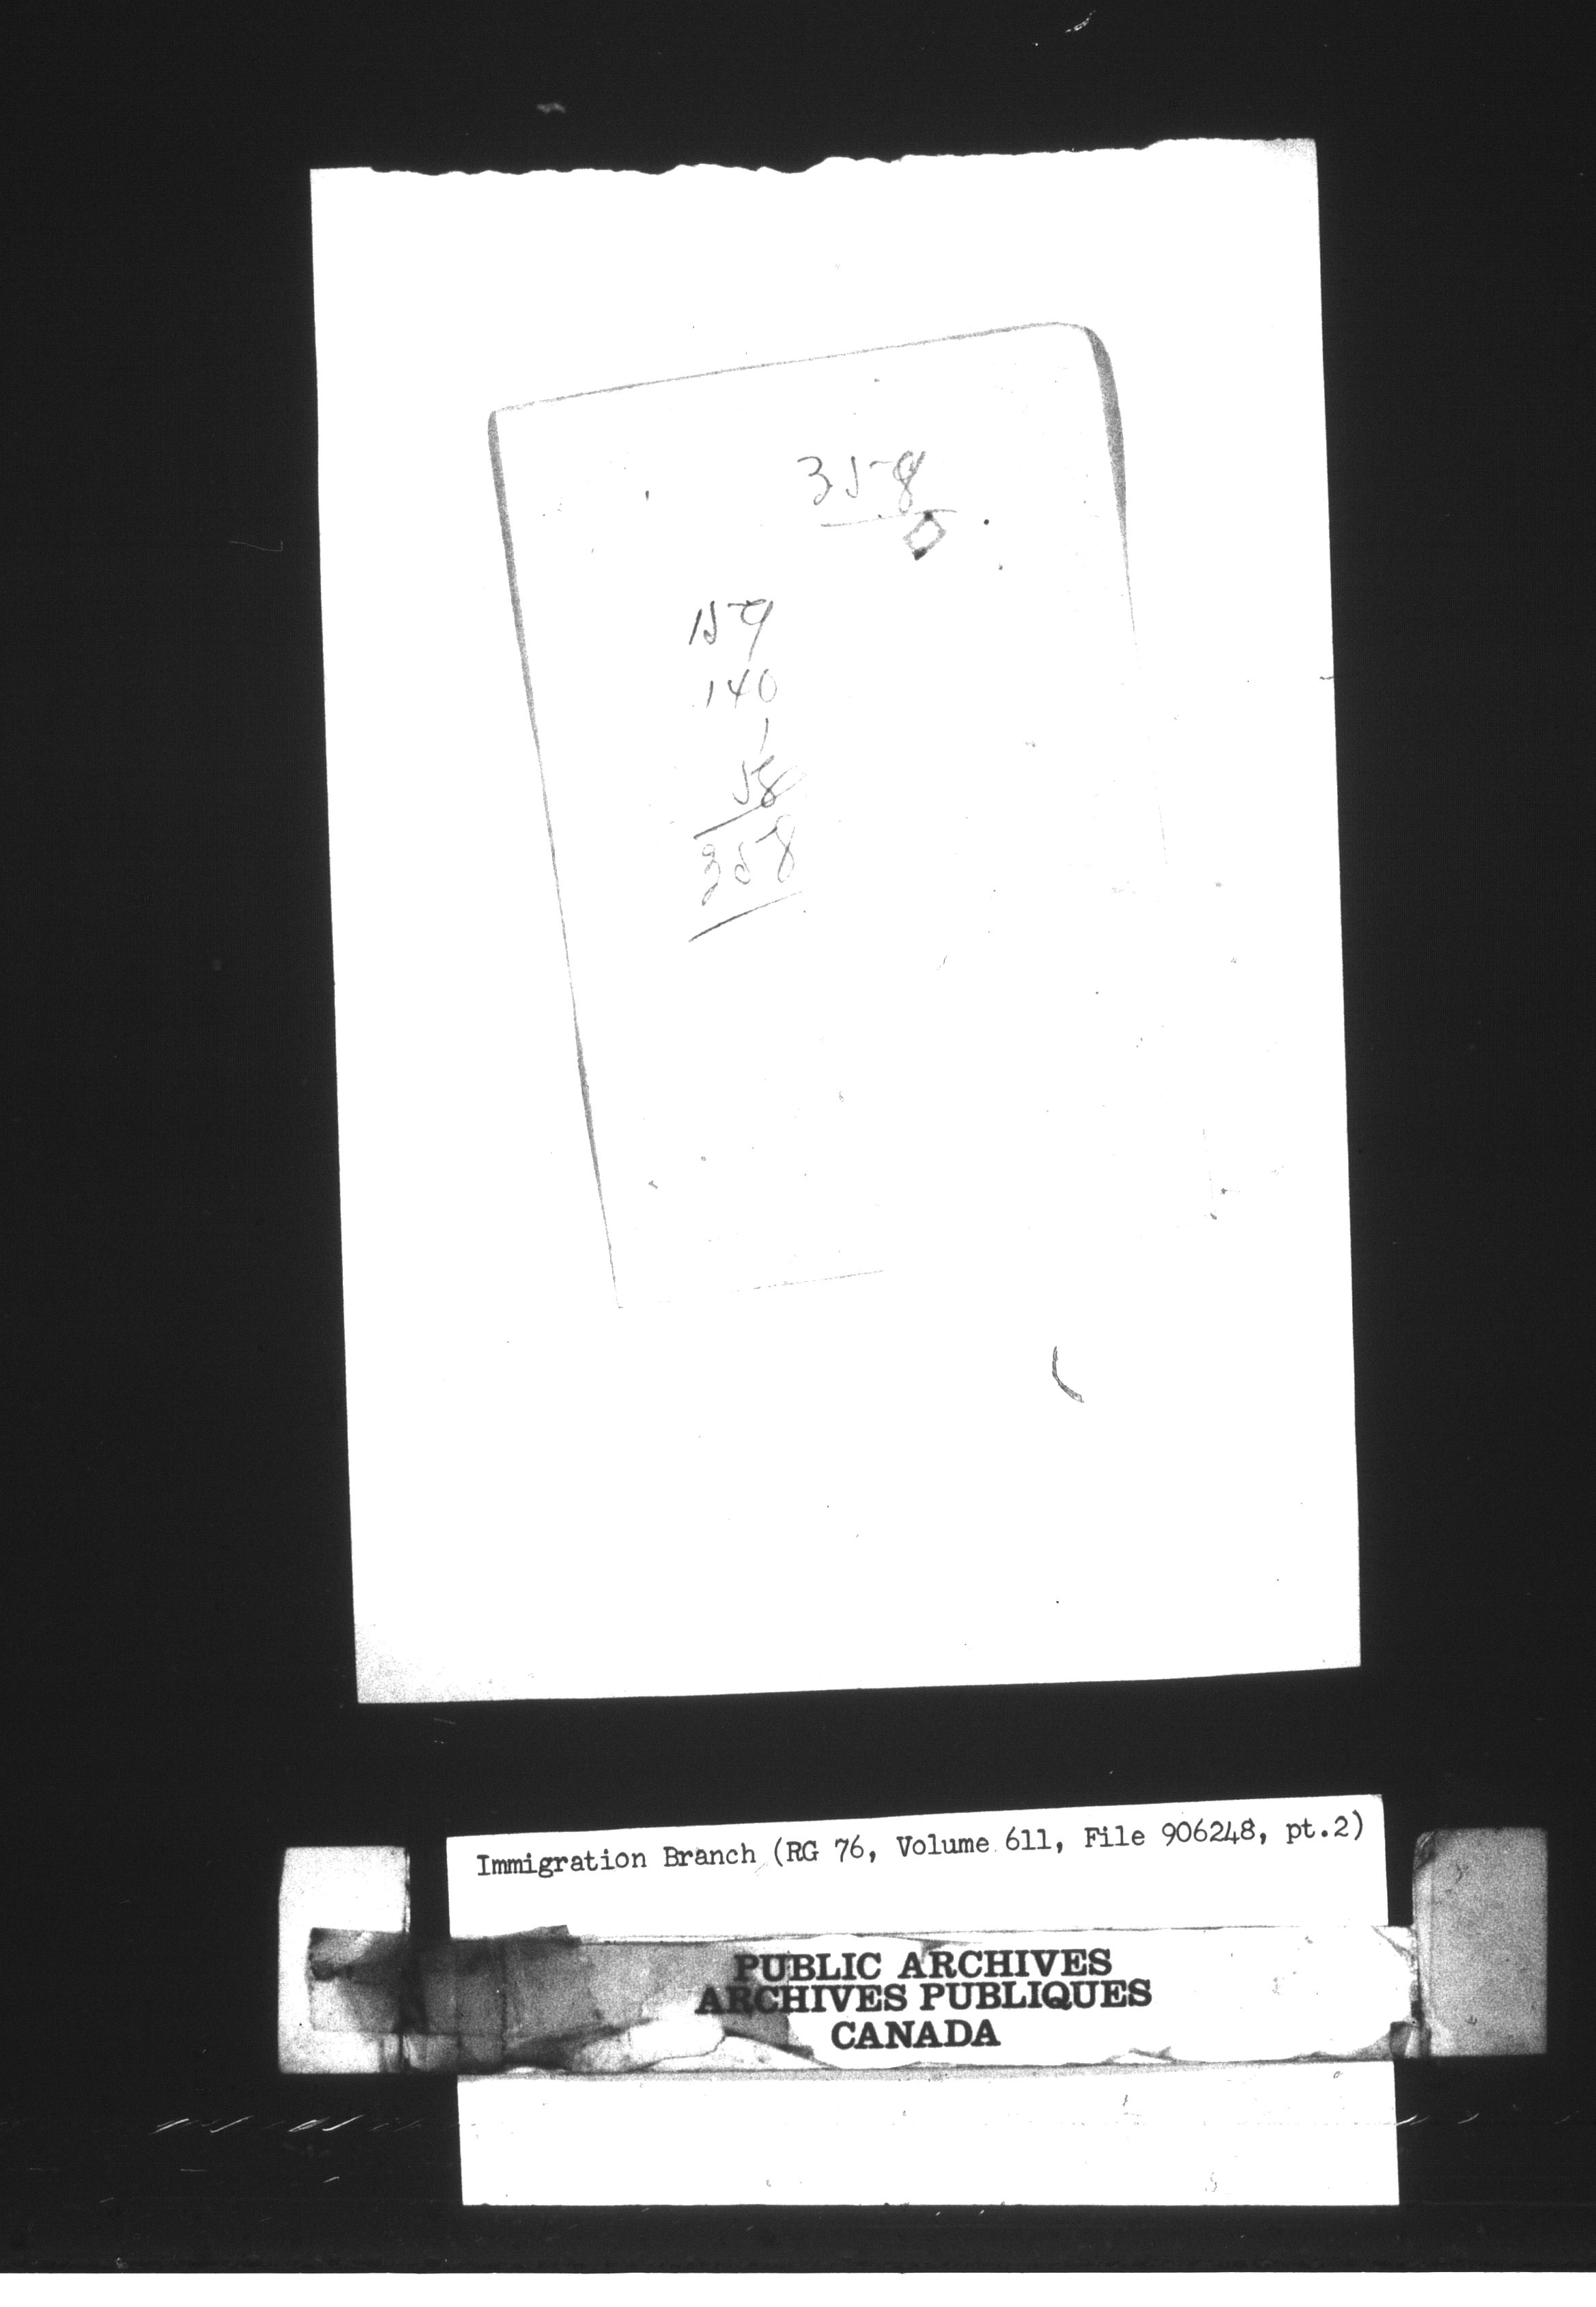 358
159
140
1
58
358
Immigration Branch (RG 76, Volume 611, File 906248, pt.2)
PUBLIC ARCHIVES
ARCHIVES PUBLIQUES
CANADA